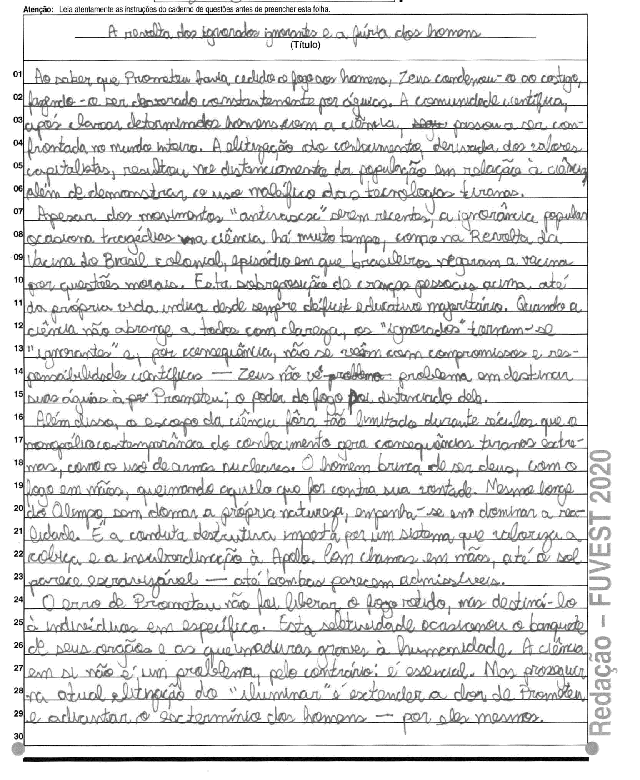 Atenção: Leia atentamente as instruções do caderno de questões antes de preencher esta folha.
A revolta dos ignorados ignorantes e a fúria dos homens
(Título)
01 Ao saber que Prometeu havia cedido o fogo aos homens, Zeus condenou-o ao castigo,
02 fazendo-o ser devorado constantemente por águias. A comunidade científica,
03 após clarear determinados homens com a ciência, passou a ser con-
04 frontada no mundo inteiro. A elitização do conhecimento, derivada dos valores
05 capitalistas, resultou no distanciamento da população em relação à ciência
06 além de demonstrar o uso maléfico das tecnologias tiranas.
07 Apesar dos movimentos "antivacina" serem recentes, a ignorância popular
08 ocasiona tragédias na ciência há muito tempo, como na Revolta da
09 Vacina do Brasil colonial, episódio em que brasileiros negaram a vacina
10 por questões morais. Esta sobreposição de crenças pessoais acima até
11 da própria vida indica desde sempre déficit educativo majoritário. Quando a
12 ciência não abrange a todos com clareza, os "ignorados" tornam-se
13 "ignorantes" e, por consequência, não se veêm com compromissos e res-
14 ponsabilidades científicas — Zeus não vê problema problema em destinar
15 suas águias à Prometeu; o poder do fogo foi distanciado dele.
16 Além disso, o escopo da ciência fôra tão limitado durante séculos que o
17 monopólio contemporâneo do conhecimento gera consequências tiranas extre-
18 mas, como o uso de armas nucleares. O homem brinca de ser deus, com o
19 fogo em mãos, queimando aquilo que for contra sua vontade. Mesmo longe
20 do Olimpo, sem domar a própria natureza, empenha-se em dominar a rea-
21 lidade. É a conduta destrutiva imposta por um sistema que valoriza a
22 cobiça e a insubordinação à Apolo. Com chamas em mãos, até o sol
23 parece escravizável — até bombas parecem admissíveis.
24 O erro de Prometeu não foi liberar o fogo retido, mas destiná-lo
25 à indivíduos em específico. Esta seletividade ocasionou o banquete
26 de seus orgãos e as queimaduras graves à humanidade. A ciência
27 em si não é um problema, pelo contrário: é essencial. Mas prosseguir
28 na atual elitização do "iluminar" é extender a dor de Prometeu
29 e adiantar o extermínio dos homens — por eles mesmos.
30
Redação – FUVEST 2020